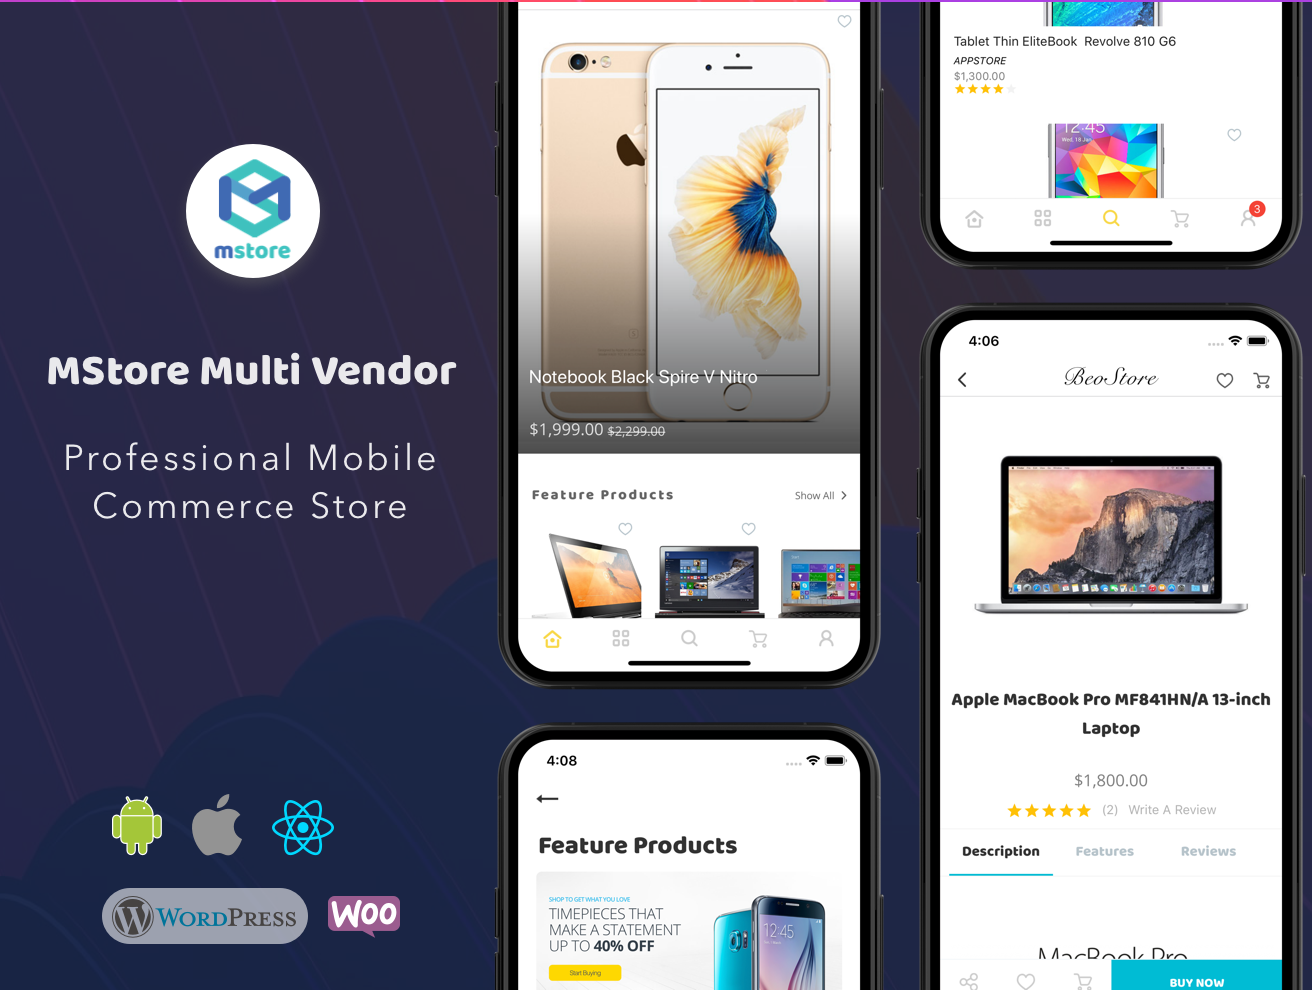 mstore
MStore Multi Vendor
Professional Mobile
Commerce Store
WORDPRESS
WOO
Notebook Black Spire V Nitro
$1,999.00 $2,299.00
Feature Products
Show All
4:08
Feature Products
SHOP TO GET WHAT YOU LOVE
TIMEPIECES THAT
MAKE A STATEMENT
UP TO 40% OFF
Start Buying
12:45
Tablet Thin EliteBook Revolve 810 G6
APPSTORE
$1,300.00
12:45
Wed, 18 Jan
3
4:06
BeoStore
Apple MacBook Pro MF841HN/A 13-inch
Laptop
$1,800.00
(2) Write A Review
Description Features Reviews
MacBook Pro
BUY NOW